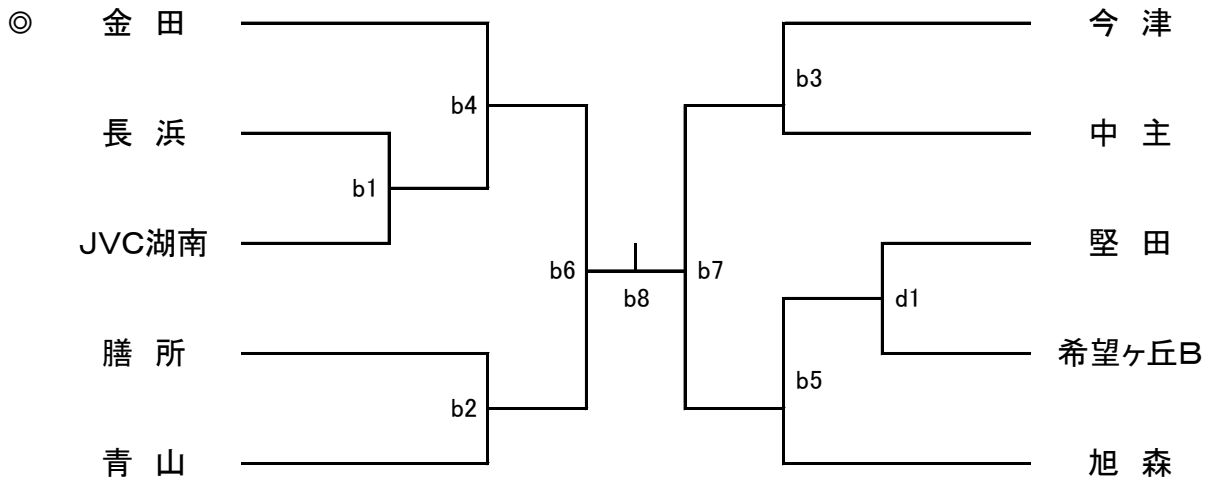 ◎ 金 田
今 津
b3
b4
長 浜
中 主
b1
JVC湖南
堅 田
b6
b7
d1
b8
膳 所
希望ヶ丘B
b5
b2
青 山
旭 森